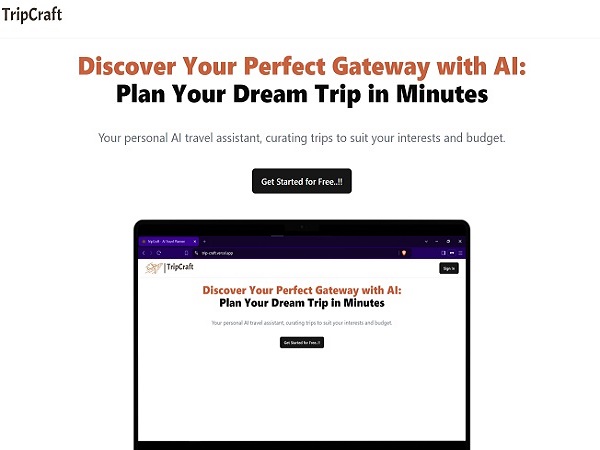 TripCraft
Discover Your Perfect Gateway with AI:
Plan Your Dream Trip in Minutes
Your personal AI travel assistant, curating trips to suit your interests and budget.
Get Started for Free..!!
TripCraft - AI Travel Planner
trip-craft.vercel.app
TripCraft
Sign In
Discover Your Perfect Gateway with AI:
Plan Your Dream Trip in Minutes
Your personal AI travel assistant, curating trips to suit your interests and budget.
Get Started for Free..!!